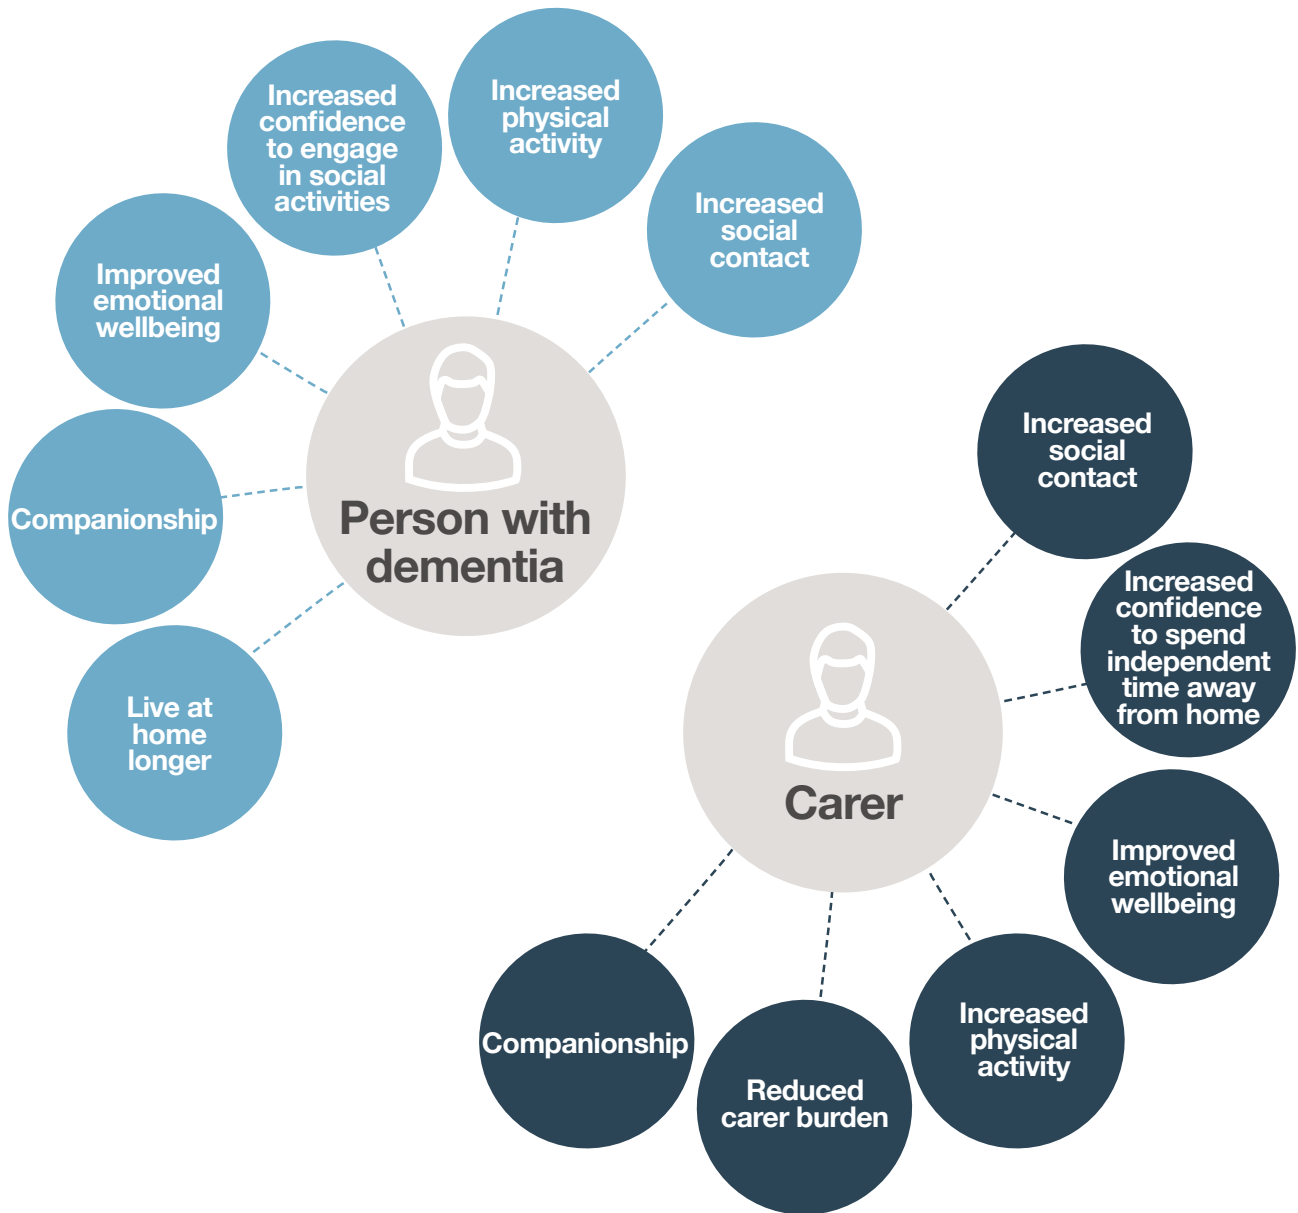 Increased
confidence
to engage
in social
activities
Increased
physical
activity
Increased
social
contact
Improved
emotional
wellbeing
Companionship
Live at
home
longer
Person with
dementia
Increased
social
contact
Increased
confidence
to spend
independent
time away
from home
Carer
Improved
emotional
wellbeing
Increased
physical
activity
Reduced
carer burden
Companionship